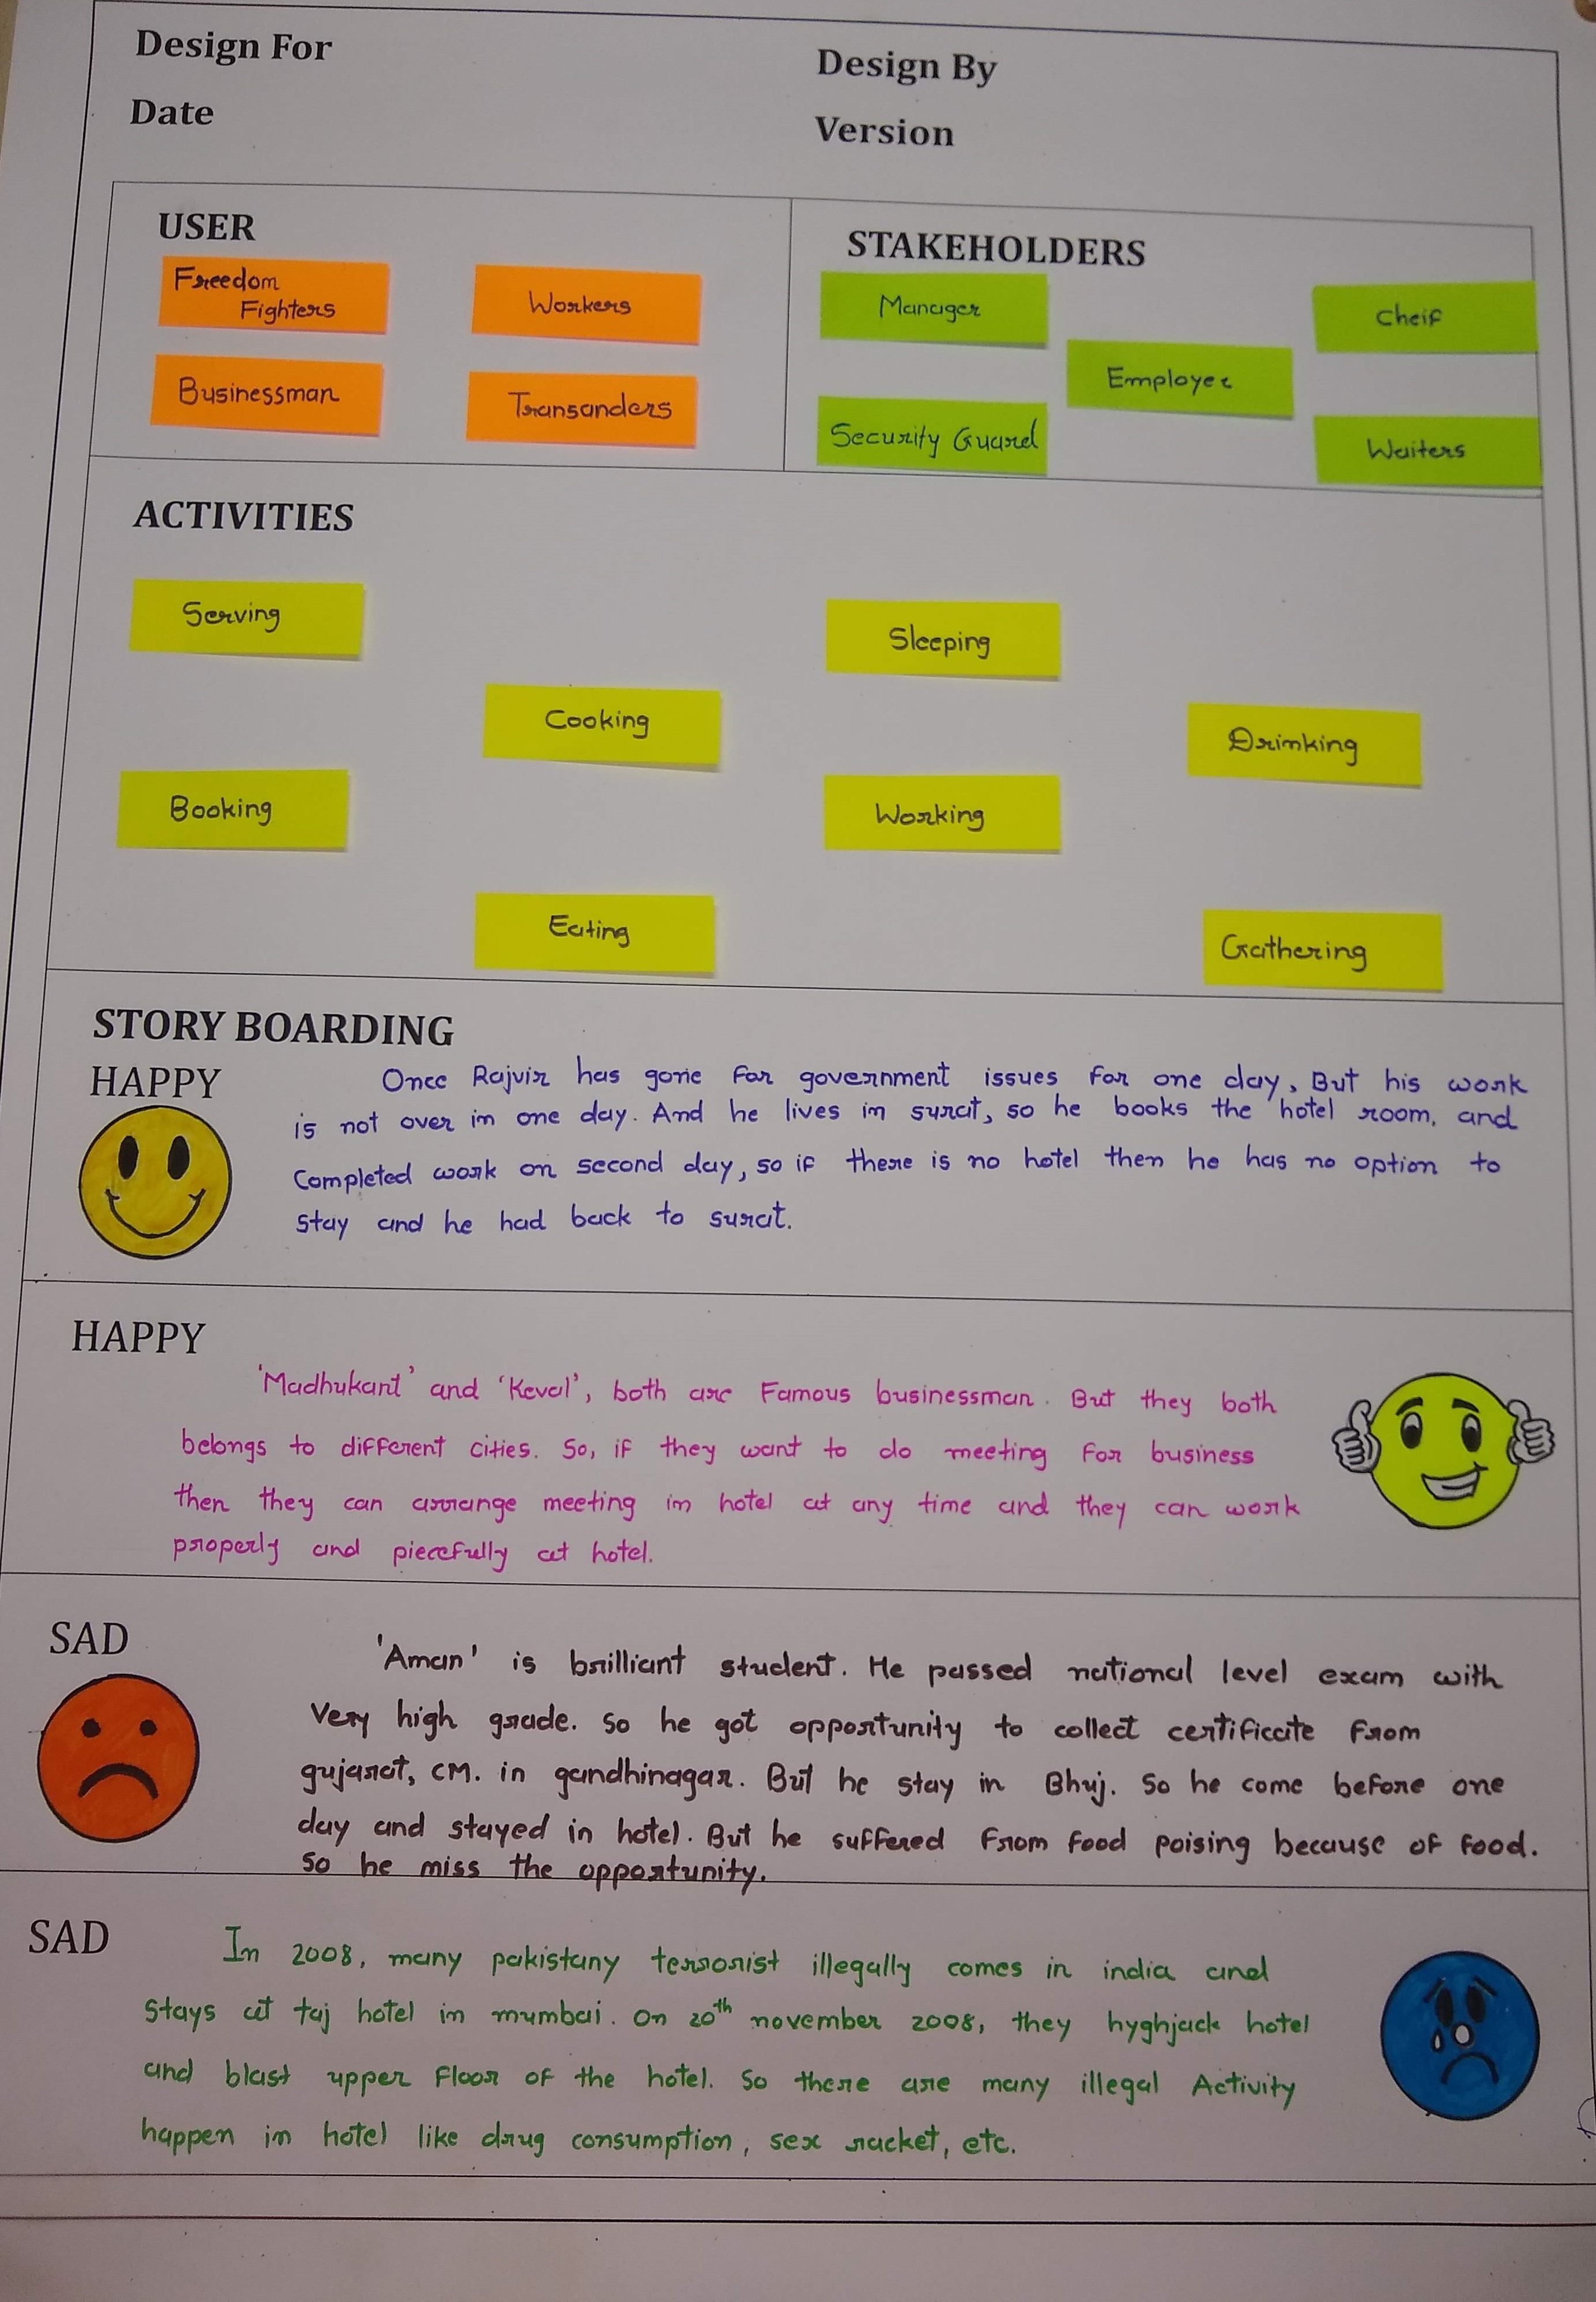 Design For
Design By
Date
Version
USER
Freedom
Fighters
Workers
Businessman
Transanders
STAKEHOLDERS
Manager
Cheif
Employee
Security Guard
Waiters
ACTIVITIES
Serving
Sleeping
Cooking
Drinking
Booking
Working
Eating
Gathering
STORY BOARDING
HAPPY
Once Rajvir has gone for government issues for one day, But his work
is not over in one day. And he lives in surat, so he books the hotel room, and
completed work on second day, so if there is no hotel then he has no option to
stay and he had back to surat.
HAPPY
'Madhukant' and 'Keval', both are Famous businessman. But they both
belongs to different cities. So, if they want to do meeting for business
then they can arrange meeting in hotel at any time and they can work
properly and piecefully at hotel.
SAD
'Aman' is brilliant student. He passed national level exam with
very high grade. so he got opportunity to collect certificate from
gujarat, CM. in gandhinagar. But he stay in Bhuj. So he come before one
day and stayed in hotel. But he suffered from food poising because of food.
so he miss the opportunity.
SAD
In 2008, many pakistany terrorist illegally comes in india and
stays at taj hotel in mumbai. On 20th november 2008, they hyghjack hotel
and blast upper floor of the hotel. So there are many illegal Activity
happen in hotel like drug consumption, sex racket, etc.